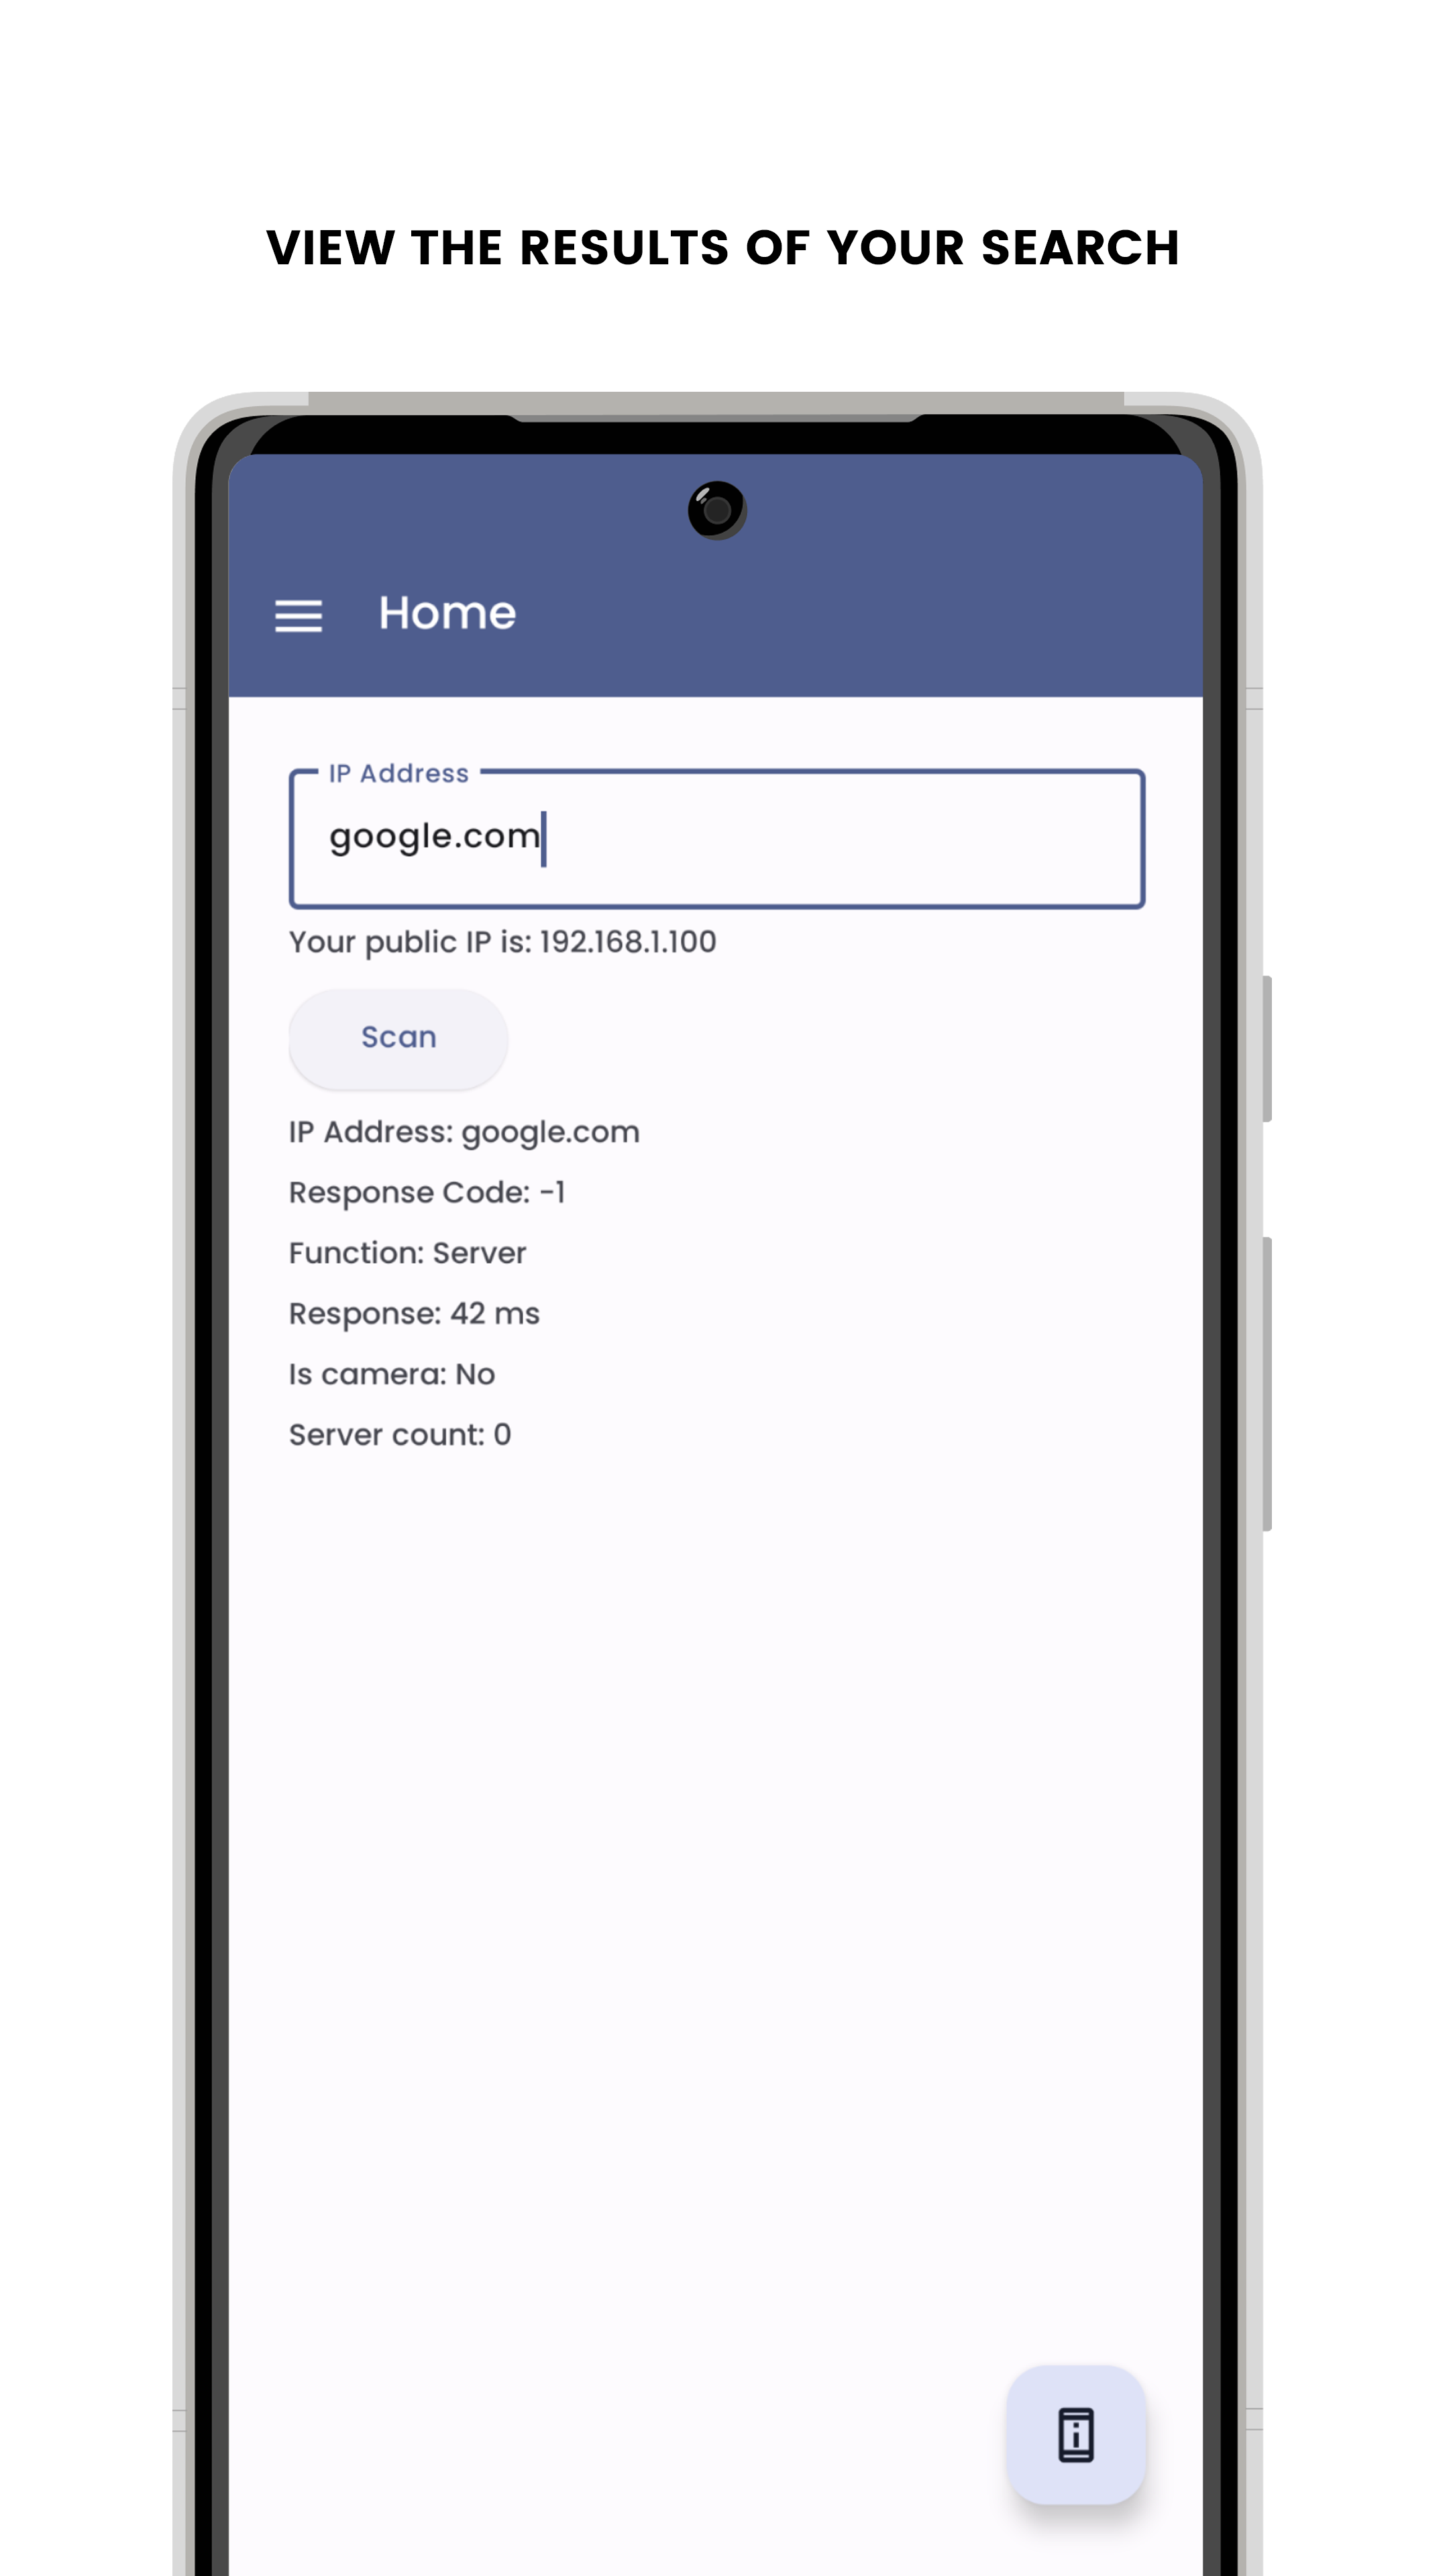 VIEW THE RESULTS OF YOUR SEARCH
Home
IP Address
google.com
Your public IP is: 192.168.1.100
Scan
IP Address: google.com
Response Code: -1
Function: Server
Response: 42 ms
Is camera: No
Server count: 0